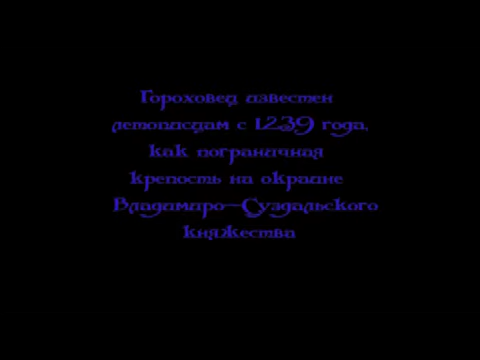 Гороховец известен
летописцам с 1239 года,
как пограничная
крепость на окраине
Владимиро-Суздальского
княжества